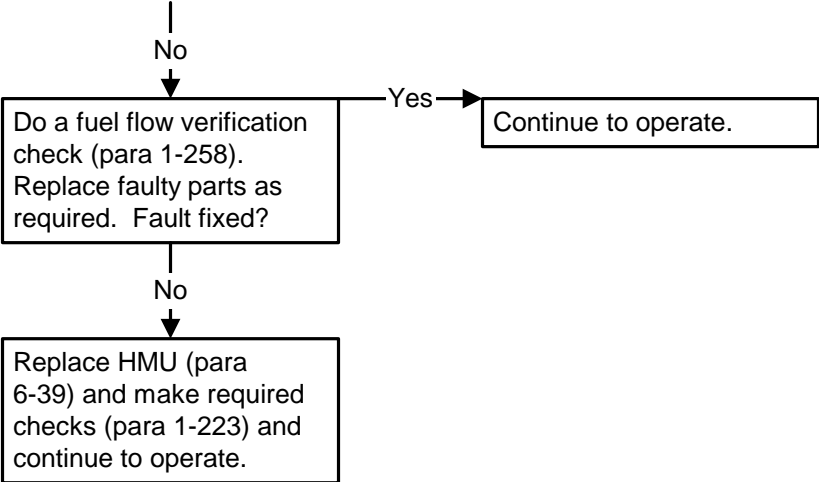 No
Do a fuel flow verification
check (para 1-258).
Replace faulty parts as
required.  Fault fixed?
Yes
Continue to operate.
No
Replace HMU (para
6-39) and make required
checks (para 1-223) and
continue to operate.